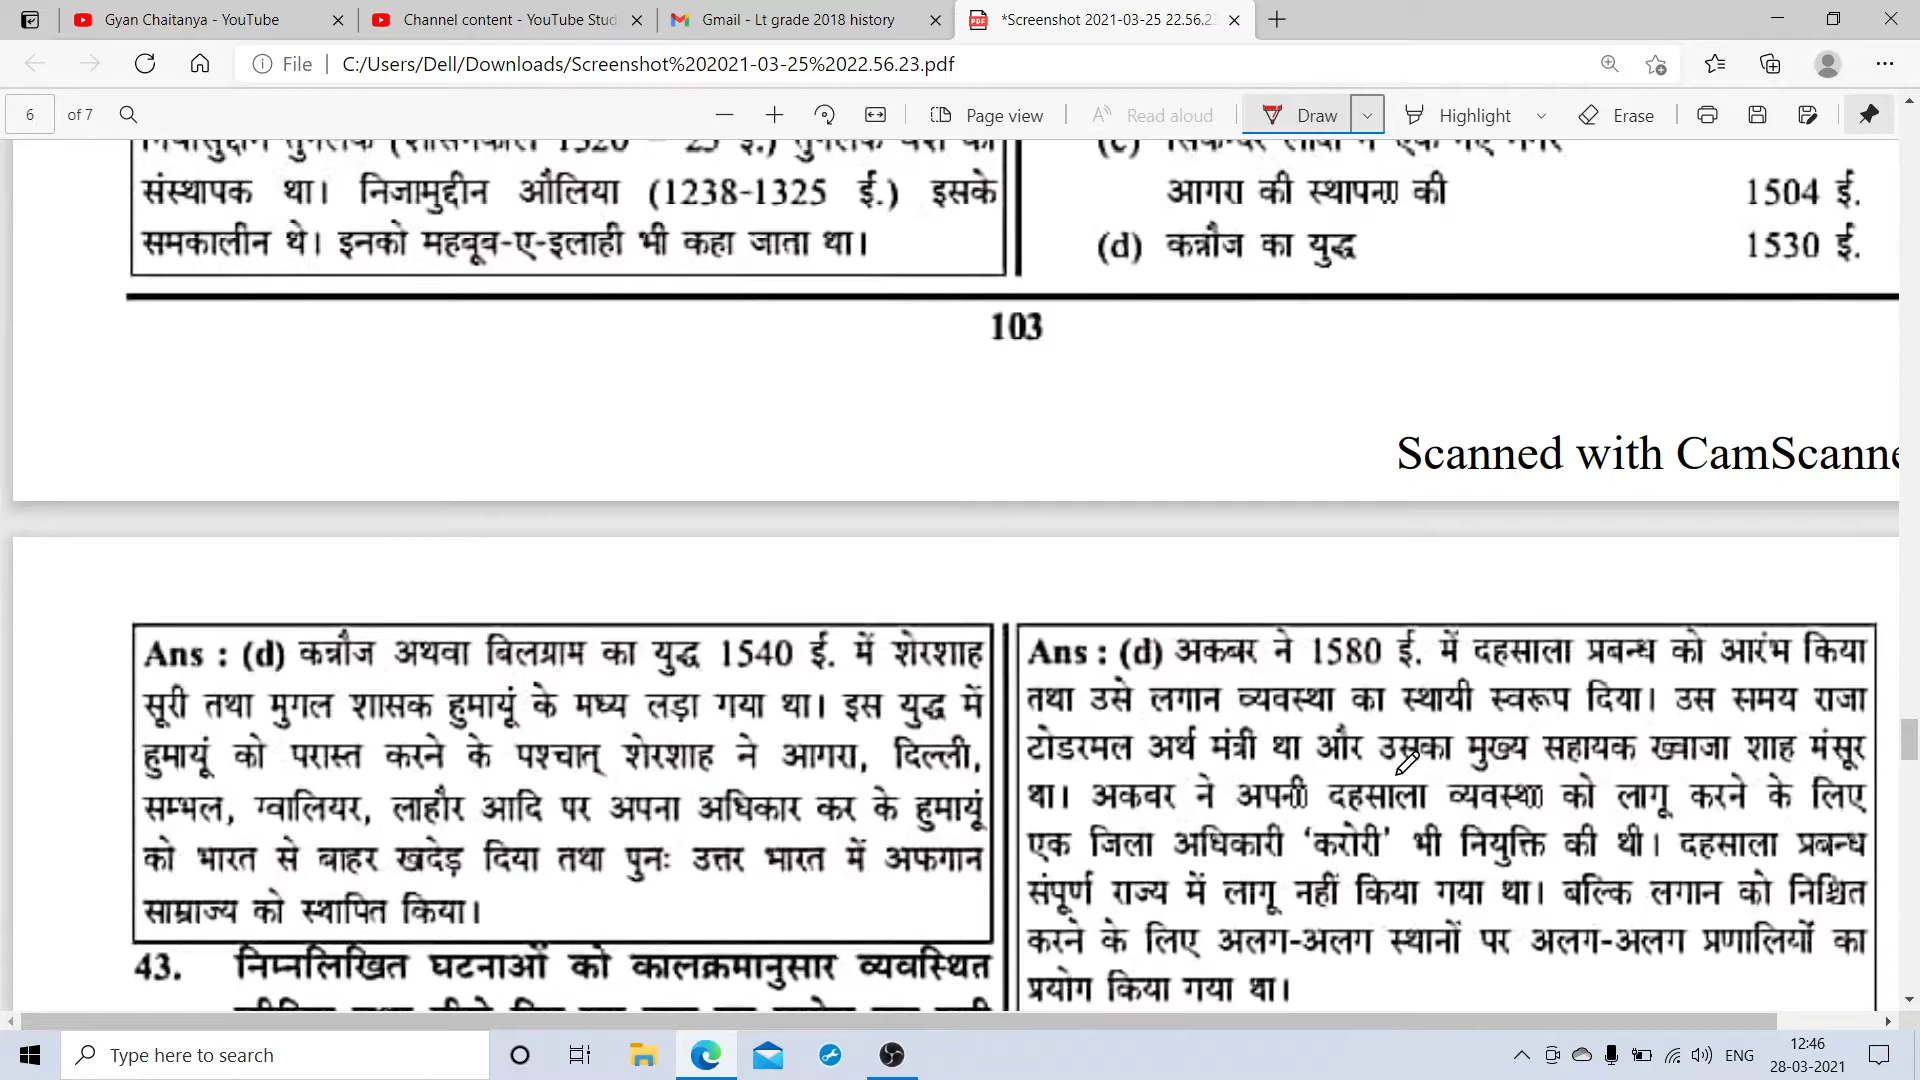 Gyan Chaitanya - YouTube
Channel content - YouTube Stud
Gmail - Lt grade 2018 history
*Screenshot 2021-03-25 22.56.23
File
C:/Users/Dell/Downloads/Screenshot%202021-03-25%2022.56.23.pdf
6 of 7
Page view
Read aloud
Draw
Highlight
Erase
संस्थापक था। निजामुद्दीन औलिया (1238-1325 ई.) इसके
समकालीन थे। इनको महबूब-ए-इलाही भी कहा जाता था।
आगरा की स्थापना की 1504 ई.
(d) कन्नौज का युद्ध 1530 ई.
103
Scanned with CamScanne
Ans : (d) कन्नौज अथवा बिलग्राम का युद्ध 1540 ई. में शेरशाह
सूरी तथा मुगल शासक हुमायूं के मध्य लड़ा गया था। इस युद्ध में
हुमायूं को परास्त करने के पश्चात् शेरशाह ने आगरा, दिल्ली,
सम्भल, ग्वालियर, लाहौर आदि पर अपना अधिकार कर के हुमायूं
को भारत से बाहर खदेड़ दिया तथा पुनः उत्तर भारत में अफगान
साम्राज्य को स्थापित किया।
43. निम्नलिखित घटनाओं को कालक्रमानुसार व्यवस्थित
Ans : (d) अकबर ने 1580 ई. में दहसाला प्रबन्ध को आरंभ किया
तथा उसे लगान व्यवस्था का स्थायी स्वरूप दिया। उस समय राजा
टोडरमल अर्थ मंत्री था और उसका मुख्य सहायक ख्वाजा शाह मंसूर
था। अकबर ने अपनी दहसाला व्यवस्था को लागू करने के लिए
एक जिला अधिकारी ‘करोरी’ भी नियुक्ति की थी। दहसाला प्रबन्ध
संपूर्ण राज्य में लागू नहीं किया गया था। बल्कि लगान को निश्चित
करने के लिए अलग-अलग स्थानों पर अलग-अलग प्रणालियों का
प्रयोग किया गया था।
Type here to search
ENG
12:46
28-03-2021